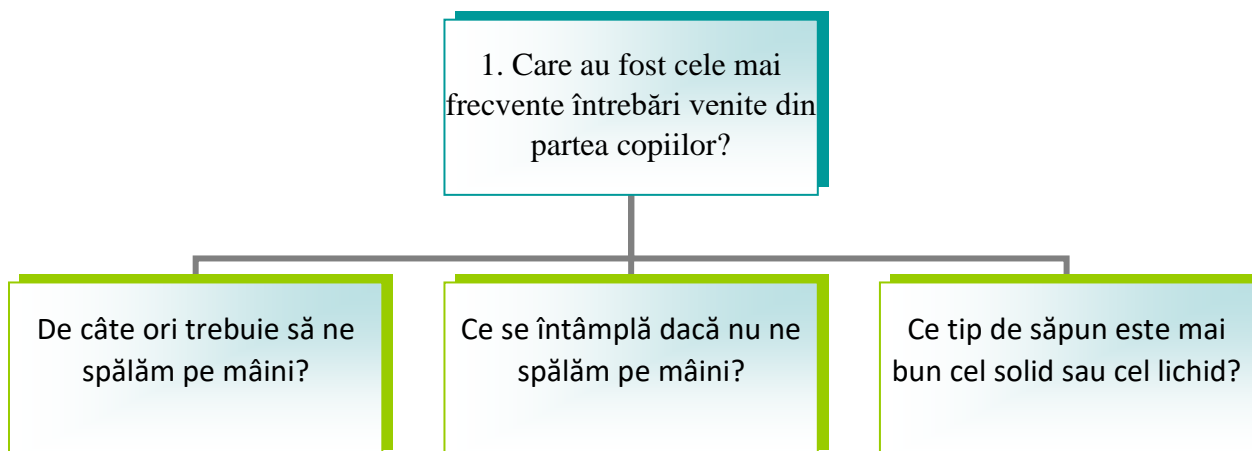 1. Care au fost cele mai
frecvente întrebări venite din
partea copiilor?
De câte ori trebuie să ne
spălăm pe mâini?
Ce se întâmplă dacă nu ne
spălăm pe mâini?
Ce tip de săpun este mai
bun cel solid sau cel lichid?